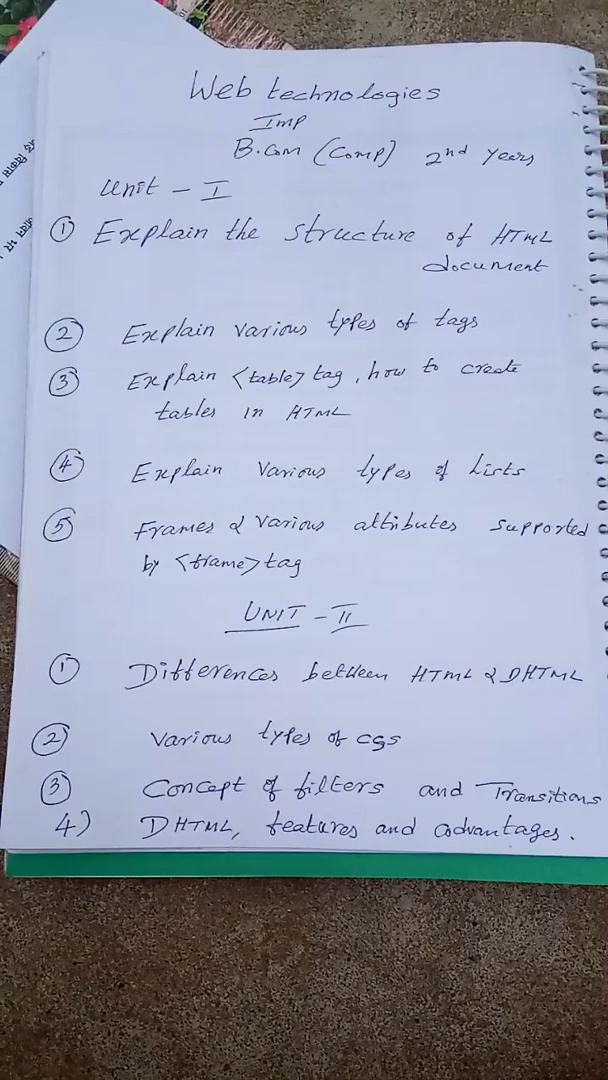 Web technologies
Imp
B.com (comp) 2nd years
Unit - I
① Explain the structure of HTML
document
② Explain various types of tags
③ Explain <table> tag, how to create
tables in HTML
④ Explain Various types of Lists
⑤ Frames & Various attributes supported
by <frame> tag
UNIT - II
① Differences between HTML & DHTML
② Various types of CSS
③ Concept of filters and Transitions
4) DHTML, features and advantages.